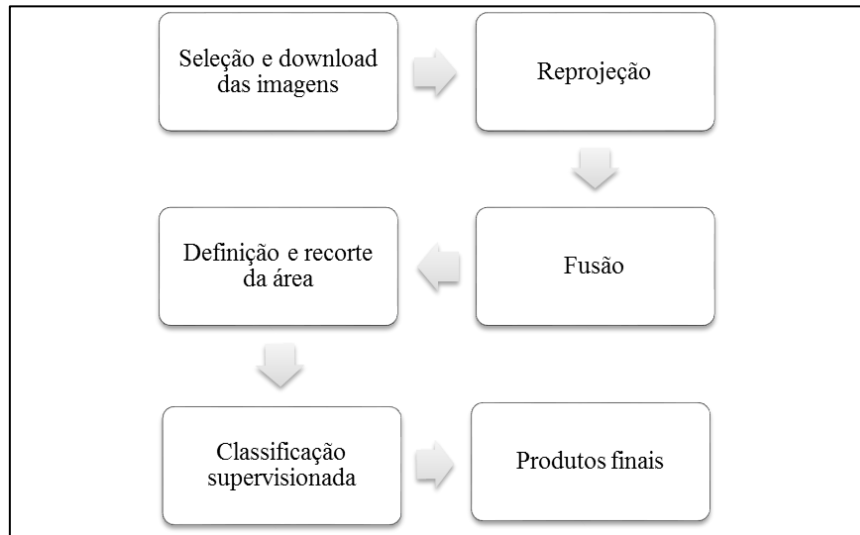 Seleção e download
das imagens
Reprojeção
Fusão
Definição e recorte
da área
Classificação
supervisionada
Produtos finais